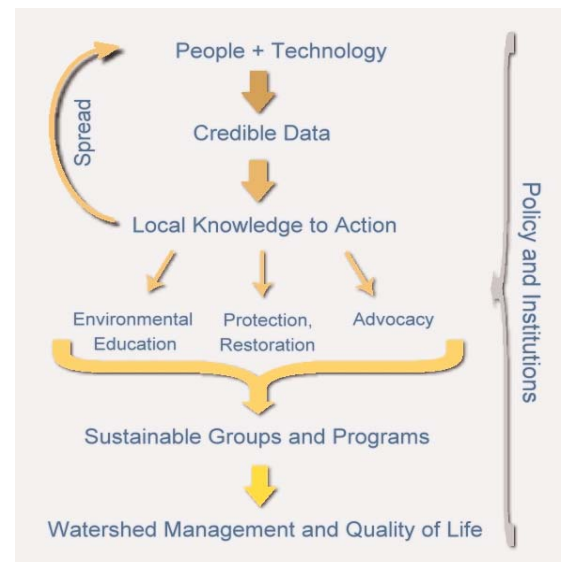 People + Technology
Credible Data
Spread
Local Knowledge to Action
Environmental
Education
Protection,
Restoration
Advocacy
Sustainable Groups and Programs
Watershed Management and Quality of Life
Policy and Institutions